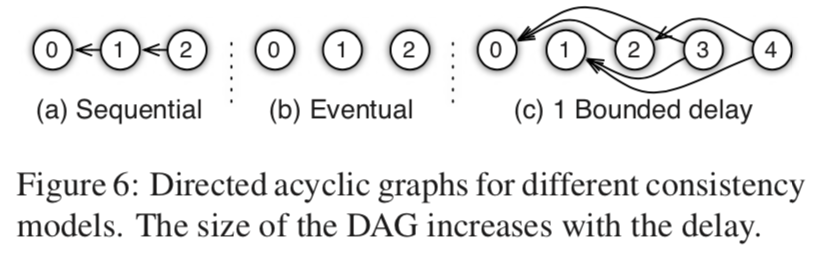 0 1 2 0 1 2 0 1 2 3 4
(a) Sequential (b) Eventual (c) 1 Bounded delay
Figure 6: Directed acyclic graphs for different consistency
models. The size of the DAG increases with the delay.